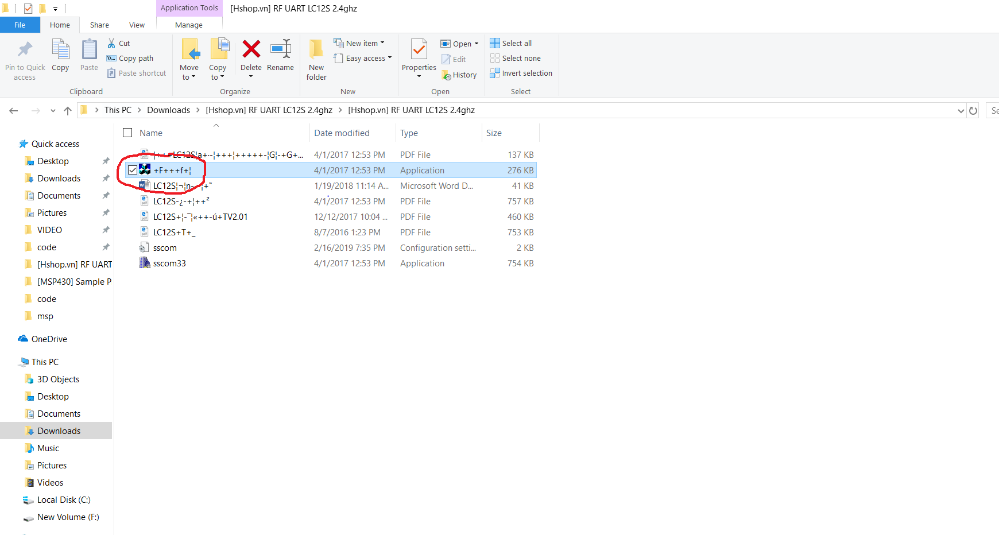 Application Tools
[Hshop.vn] RF UART LC12S 2.4ghz
File
Home
Share
View
Manage
Pin to Quick access
Copy
Paste
Cut
Copy path
Paste shortcut
Clipboard
Move to
Copy to
Delete
Rename
Organize
New folder
New item
Easy access
New
Properties
Open
Edit
History
Open
Select all
Select none
Invert selection
Select
This PC > Downloads > [Hshop.vn] RF UART LC12S 2.4ghz > [Hshop.vn] RF UART LC12S 2.4ghz
Se
Quick access
Desktop
Downloads
Documents
Pictures
VIDEO
code
[Hshop.vn] RF UART
[MSP430] Sample P
code
msp
OneDrive
This PC
3D Objects
Desktop
Documents
Downloads
Music
Pictures
Videos
Local Disk (C:)
New Volume (F:)
Name Date modified Type Size
4/1/2017 12:53 PM PDF File 137 KB
+F+++f+¦ 4/1/2017 12:53 PM Application 276 KB
1/19/2018 11:14 A... Microsoft Word D... 41 KB
LC12S-¿-+¦++² 4/1/2017 12:53 PM PDF File 757 KB
LC12S+¦-¯¦«++-ú+TV2.01 12/12/2017 10:04 ... PDF File 460 KB
LC12S+T+_ 8/7/2016 1:23 PM PDF File 753 KB
sscom 2/16/2019 7:35 PM Configuration setti... 2 KB
sscom33 4/1/2017 12:53 PM Application 754 KB